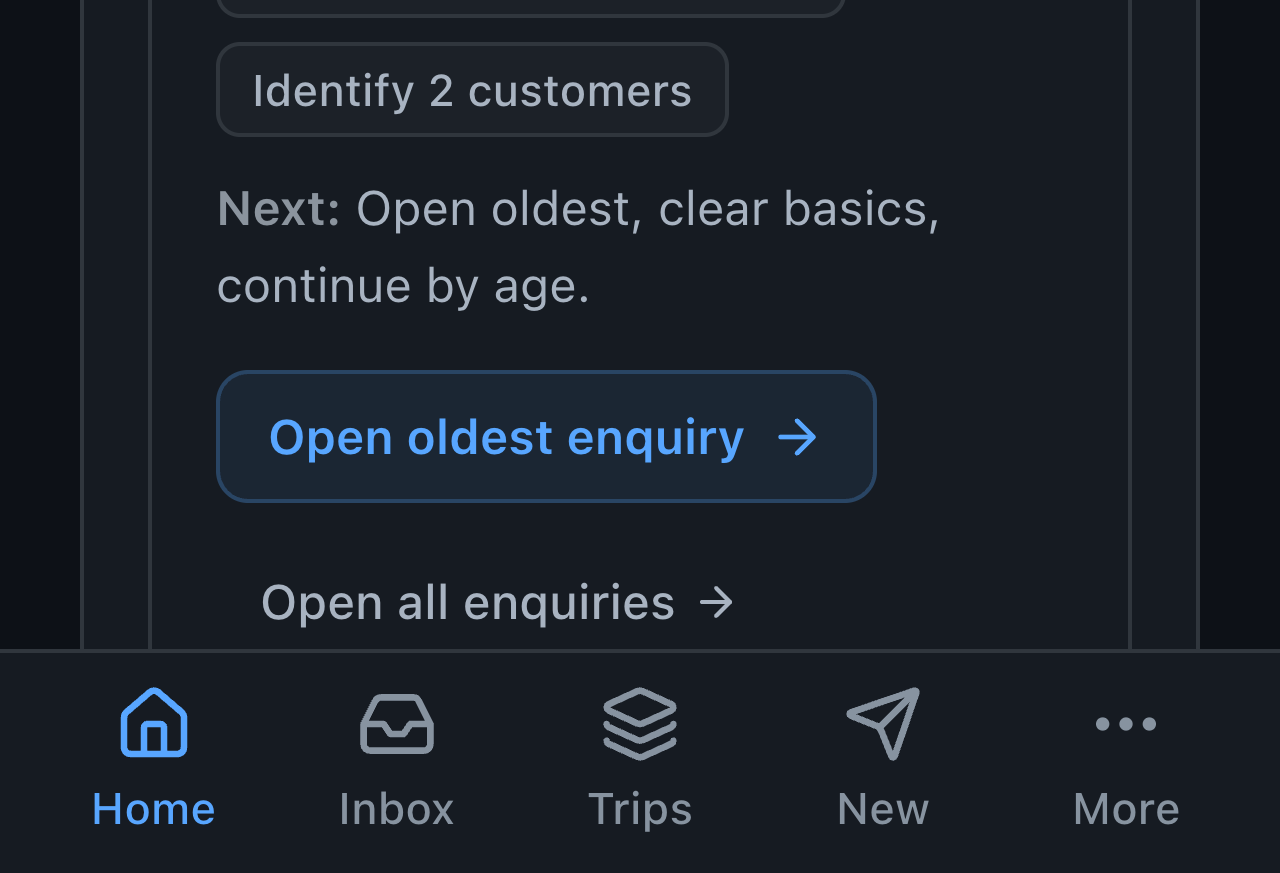 Identify 2 customers
Next: Open oldest, clear basics,
continue by age.
Open oldest enquiry →
Open all enquiries →
Home
Inbox
Trips
New
More